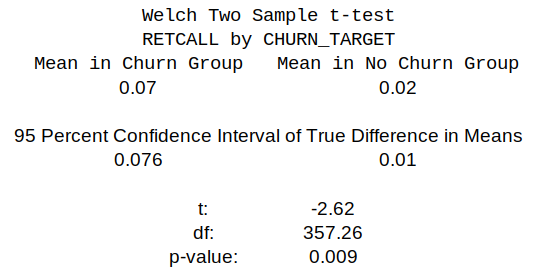 Welch Two Sample t-test
RETCALL by CHURN_TARGET
Mean in Churn Group Mean in No Churn Group
0.07 0.02
95 Percent Confidence Interval of True Difference in Means
0.076 0.01
t: -2.62
df: 357.26
p-value: 0.009